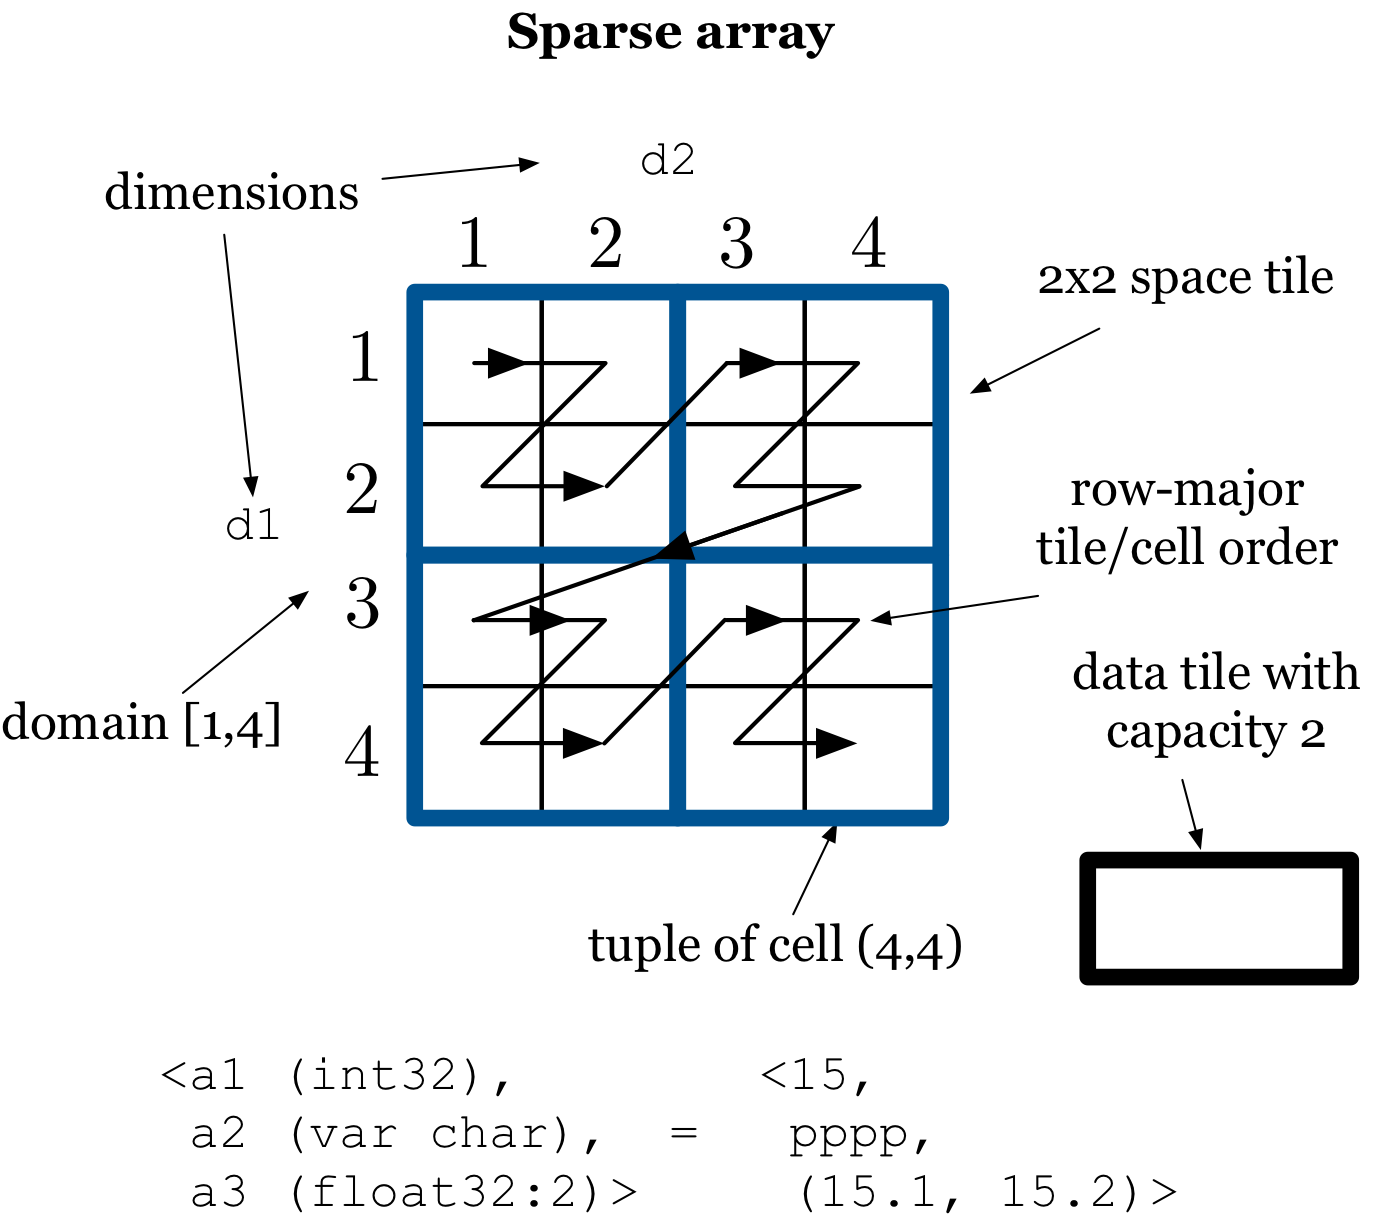 Sparse array
d2
dimensions
1 2 3 4
2x2 space tile
1
2
row-major
tile/cell order
d1
3
data tile with
capacity 2
domain [1,4]
4
tuple of cell (4,4)
<a1 (int32), <15,
a2 (var char), = pppp,
a3 (float32:2)> (15.1, 15.2)>